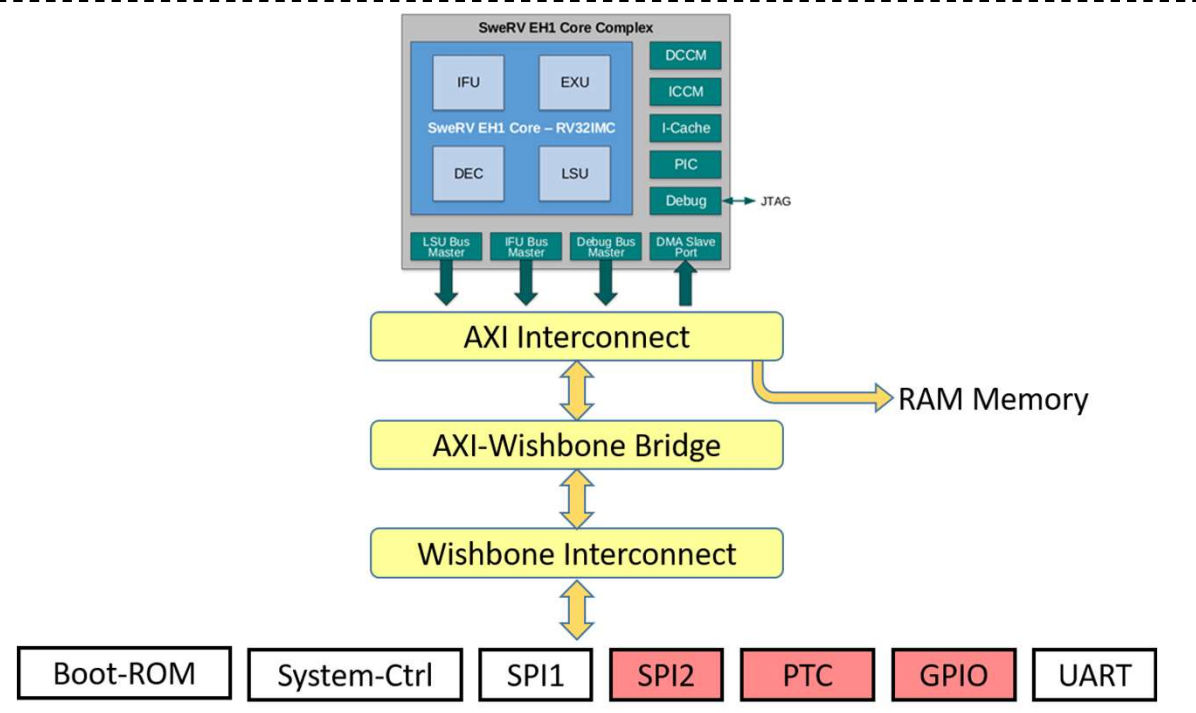 SweRV EH1 Core Complex
IFU
EXU
SweRV EH1 Core – RV32IMC
DEC
LSU
DCCM
ICCM
I-Cache
PIC
Debug
JTAG
LSU Bus
Master
IFU Bus
Master
Debug Bus
Master
DMA Slave
Port
AXI Interconnect
RAM Memory
AXI-Wishbone Bridge
Wishbone Interconnect
Boot-ROM
System-Ctrl
SPI1
SPI2
PTC
GPIO
UART